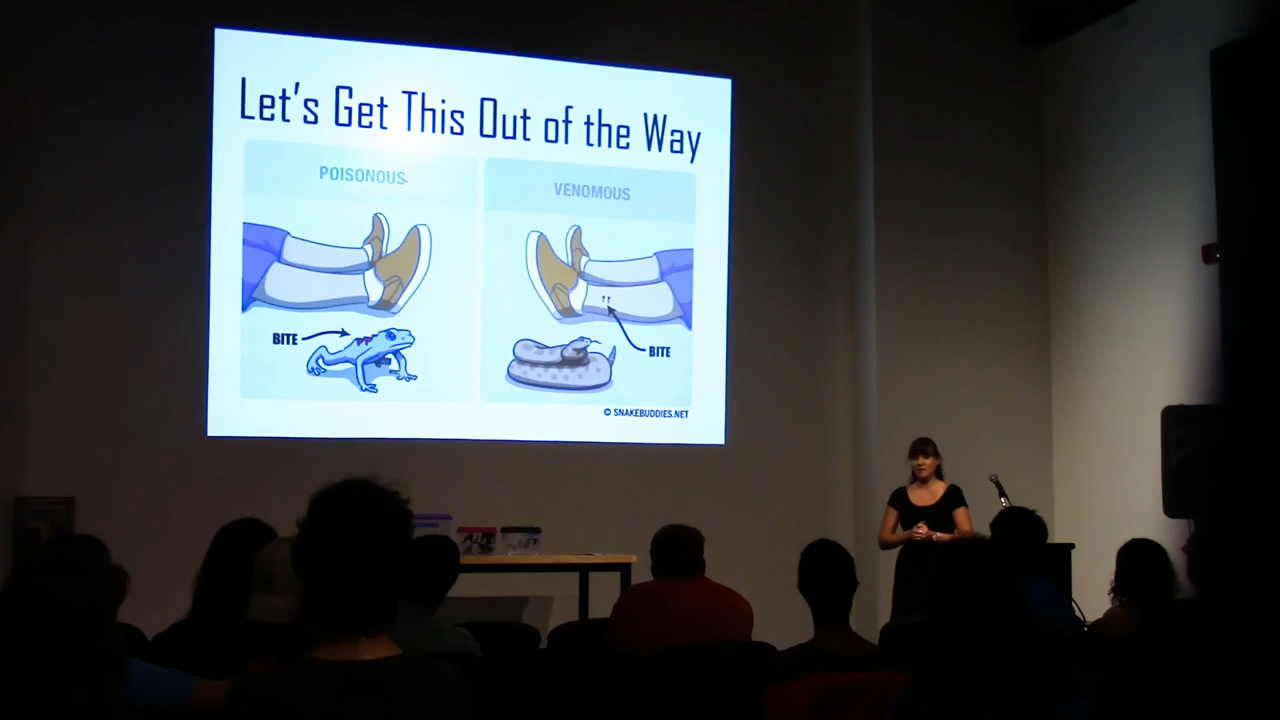 Let's Get This Out of the Way
POISONOUS
VENOMOUS
BITE
BITE
© SNAKEBUDDIES.NET